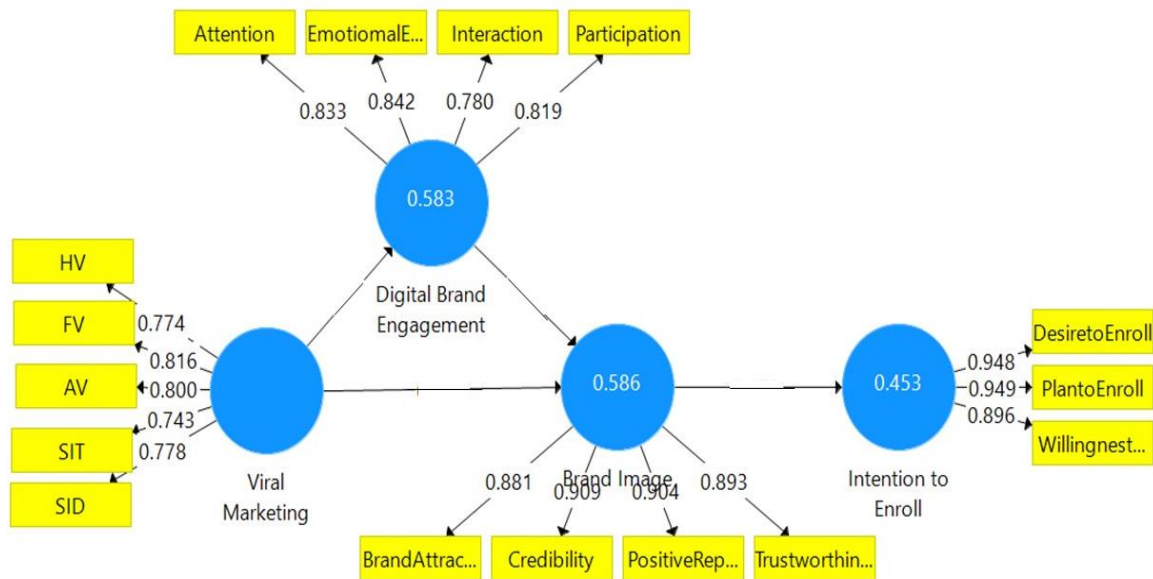 Attention
EmotiomalE...
Interaction
Participation
0.833
0.842
0.780
0.819
0.583
Digital Brand
Engagement
HV
FV
AV
SIT
SID
0.774
0.816
0.800
0.743
0.778
Viral
Marketing
0.586
Brand Image
0.881
0.909
0.904
0.893
BrandAttrac...
Credibility
PositiveRep...
Trustworthin...
0.453
Intention to
Enroll
0.948
0.949
0.896
DesiretoEnroll
PlantoEnroll
Willingnest...